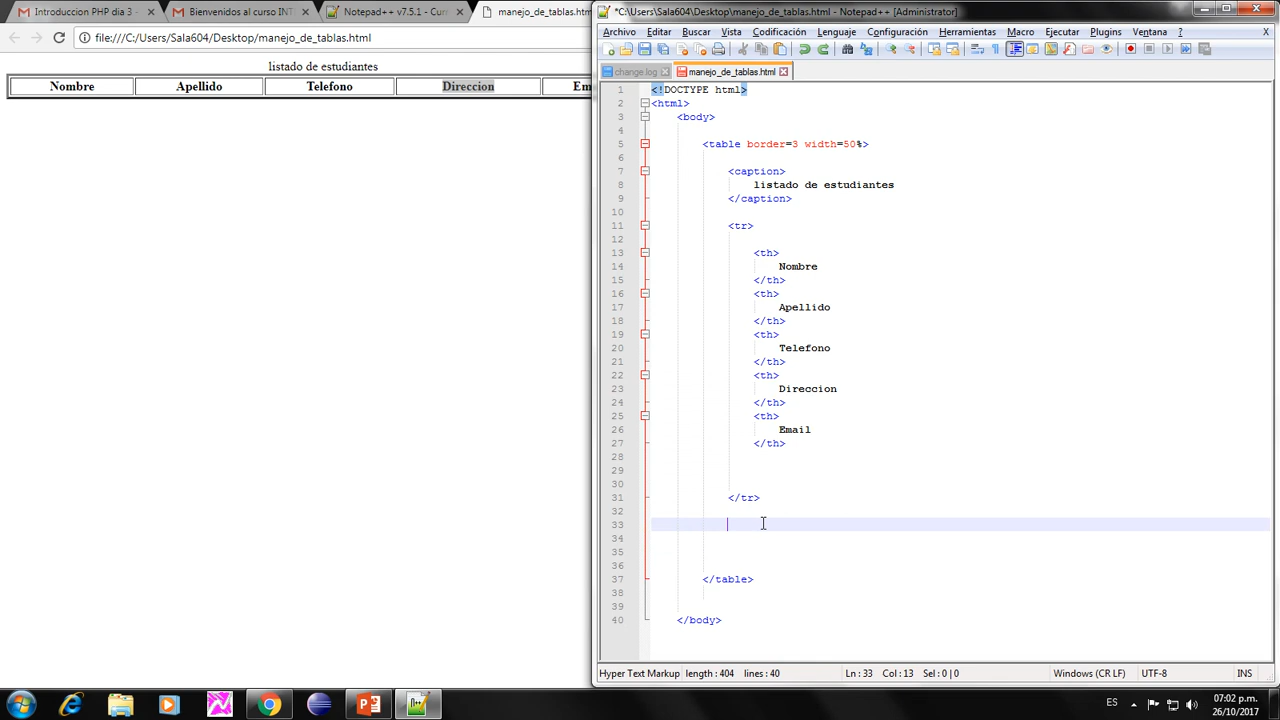 Introduccion PHP dia 3 -
Bienvenidos al curso INT
Notepad++ v7.5.1 - Curr
manejo_de_tablas.htm
file:///C:/Users/Sala604/Desktop/manejo_de_tablas.html
listado de estudiantes
Nombre Apellido Telefono Direccion Em
*C:\Users\Sala604\Desktop\manejo_de_tablas.html - Notepad++ [Administrator]
Archivo Editar Buscar Vista Codificación Lenguaje Configuración Herramientas Macro Ejecutar Plugins Ventana ? X
change.log manejo_de_tablas.html
1 <!DOCTYPE html>
2 <html>
3 <body>
4
5 <table border=3 width=50%>
6
7 <caption>
8 listado de estudiantes
9 </caption>
10
11 <tr>
12
13 <th>
14 Nombre
15 </th>
16 <th>
17 Apellido
18 </th>
19 <th>
20 Telefono
21 </th>
22 <th>
23 Direccion
24 </th>
25 <th>
26 Email
27 </th>
28
29
30
31 </tr>
32
33
34
35
36
37 </table>
38
39
40 </body>
Hyper Text Markup length : 404 lines : 40 Ln : 33 Col : 13 Sel : 0 | 0 Windows (CR LF) UTF-8 INS
ES 07:02 p.m.
26/10/2017